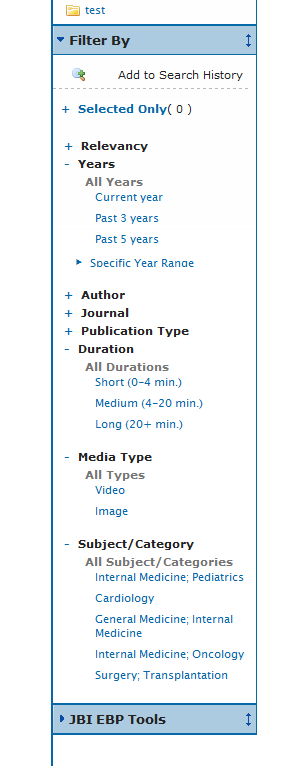 test
Filter By
Add to Search History
+ Selected Only( 0 )
+ Relevancy
- Years
All Years
Current year
Past 3 years
Past 5 years
Specific Year Range
+ Author
+ Journal
+ Publication Type
- Duration
All Durations
Short (0-4 min.)
Medium (4-20 min.)
Long (20+ min.)
- Media Type
All Types
Video
Image
- Subject/Category
All Subject/Categories
Internal Medicine; Pediatrics
Cardiology
General Medicine; Internal
Medicine
Internal Medicine; Oncology
Surgery; Transplantation
JBI EBP Tools